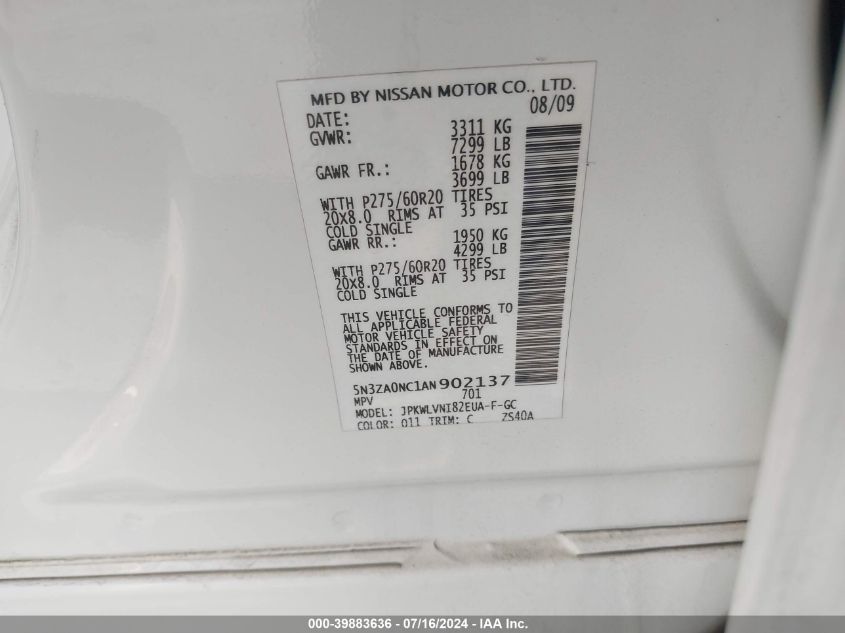 MFD BY NISSAN MOTOR CO., LTD.
DATE: 08/09
GVWR: 3311 KG
7299 LB
GAWR FR.: 1678 KG
3699 LB
WITH P275/60R20 TIRES
20X8.0 RIMS AT 35 PSI
COLD SINGLE
GAWR RR.: 1950 KG
4299 LB
WITH P275/60R20 TIRES
20X8.0 RIMS AT 35 PSI
COLD SINGLE
THIS VEHICLE CONFORMS TO
ALL APPLICABLE FEDERAL
MOTOR VEHICLE SAFETY
STANDARDS IN EFFECT ON
THE DATE OF MANUFACTURE
SHOWN ABOVE.
5N3ZA0NC1AN902137
MPV 701
MODEL: JPKWLVNI82EUA-F-GC
COLOR: 011 TRIM: C ZS40A
000-39883636 - 07/16/2024 - IAA Inc.